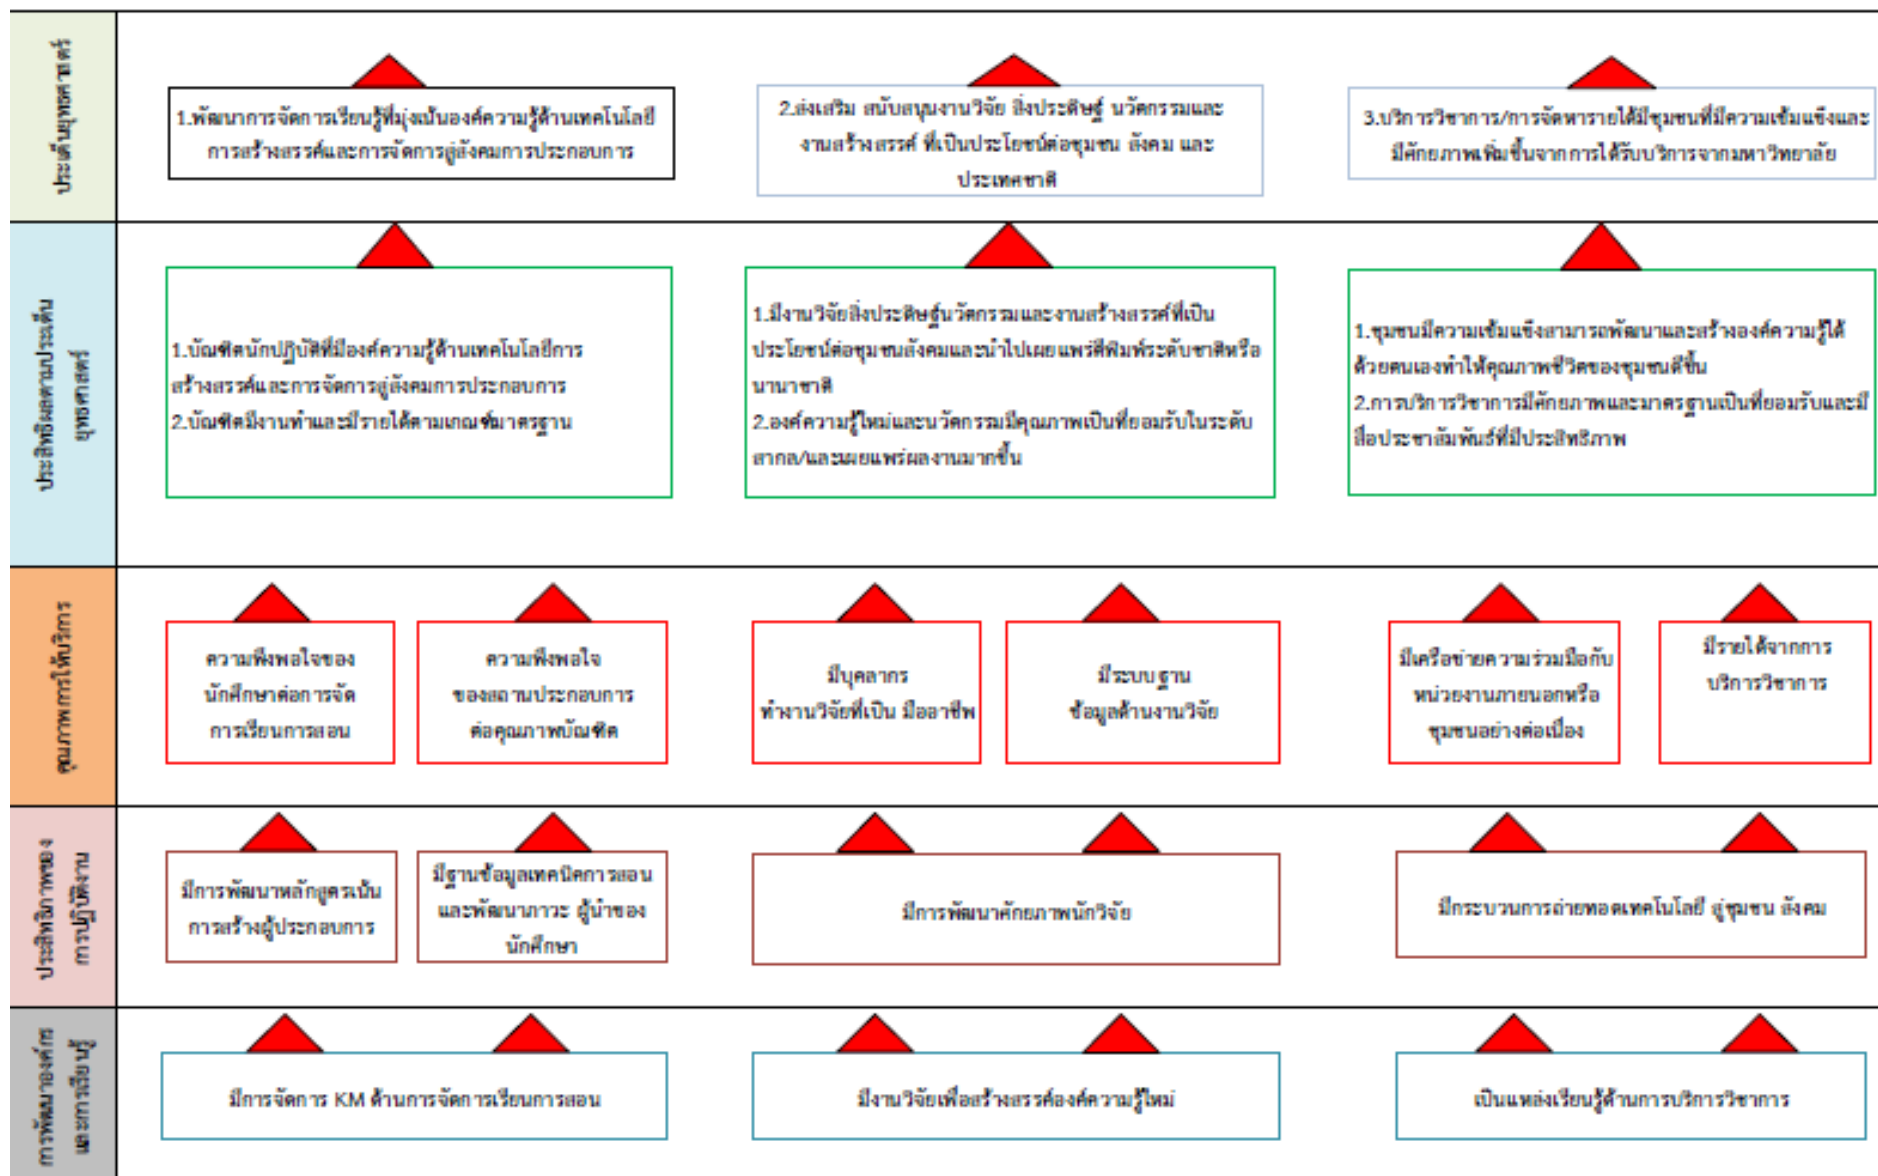 ประเด็นยุทธศาสตร์
1.พัฒนาการจัดการเรียนรู้ที่มุ่งเน้นองค์ความรู้ด้านเทคโนโลยี
การสร้างสรรค์และการจัดการสู่สังคมการประกอบการ
2.ส่งเสริม สนับสนุนงานวิจัย สิ่งประดิษฐ์ นวัตกรรมและ
งานสร้างสรรค์ ที่เป็นประโยชน์ต่อชุมชน สังคม และ
ประเทศชาติ
3.บริการวิชาการ/การจัดหารายได้มีชุมชนที่มีความเข้มแข็งและ
มีศักยภาพเพิ่มขึ้นจากการได้รับบริการจากมหาวิทยาลัย
ประสิทธิผลตามประเด็น
ยุทธศาสตร์
1.บัณฑิตนักปฏิบัติที่มีองค์ความรู้ด้านเทคโนโลยีการ
สร้างสรรค์และการจัดการสู่สังคมการประกอบการ
2.บัณฑิตมีงานทำและมีรายได้ตามเกณฑ์มาตรฐาน
1.มีงานวิจัยสิ่งประดิษฐ์นวัตกรรมและงานสร้างสรรค์ที่เป็น
ประโยชน์ต่อชุมชนสังคมและนำไปเผยแพร่ตีพิมพ์ระดับชาติหรือ
นานาชาติ
2.องค์ความรู้ใหม่และนวัตกรรมมีคุณภาพเป็นที่ยอมรับในระดับ
สากล/และเผยแพร่ผลงานมากขึ้น
1.ชุมชนมีความเข้มแข็งสามารถพัฒนาและสร้างองค์ความรู้ได้
ด้วยตนเองทำให้คุณภาพชีวิตของชุมชนดีขึ้น
2.การบริการวิชาการมีศักยภาพและมาตรฐานเป็นที่ยอมรับและมี
สื่อประชาสัมพันธ์ที่มีประสิทธิภาพ
คุณภาพการให้บริการ
ความพึงพอใจของ
นักศึกษาต่อการจัด
การเรียนการสอน
ความพึงพอใจ
ของสถานประกอบการ
ต่อคุณภาพบัณฑิต
มีบุคลากร
ทำงานวิจัยที่เป็น มืออาชีพ
มีระบบฐาน
ข้อมูลด้านงานวิจัย
มีเครือข่ายความร่วมมือกับ
หน่วยงานภายนอกหรือ
ชุมชนอย่างต่อเนื่อง
มีรายได้จากการ
บริการวิชาการ
ประสิทธิภาพของ
การปฏิบัติงาน
มีการพัฒนาหลักสูตรเน้น
การสร้างผู้ประกอบการ
มีฐานข้อมูลเทคนิคการสอน
และพัฒนาภาวะ ผู้นำของ
นักศึกษา
มีการพัฒนาศักยภาพนักวิจัย
มีกระบวนการถ่ายทอดเทคโนโลยี สู่ชุมชน สังคม
การพัฒนาองค์กร
และการเรียนรู้
มีการจัดการ KM ด้านการจัดการเรียนการสอน
มีงานวิจัยเพื่อสร้างสรรค์องค์ความรู้ใหม่
เป็นแหล่งเรียนรู้ด้านการบริการวิชาการ